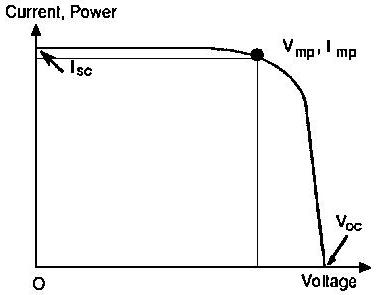 Current, Power
Vmp, Imp
Isc
Voc
O
Voltage